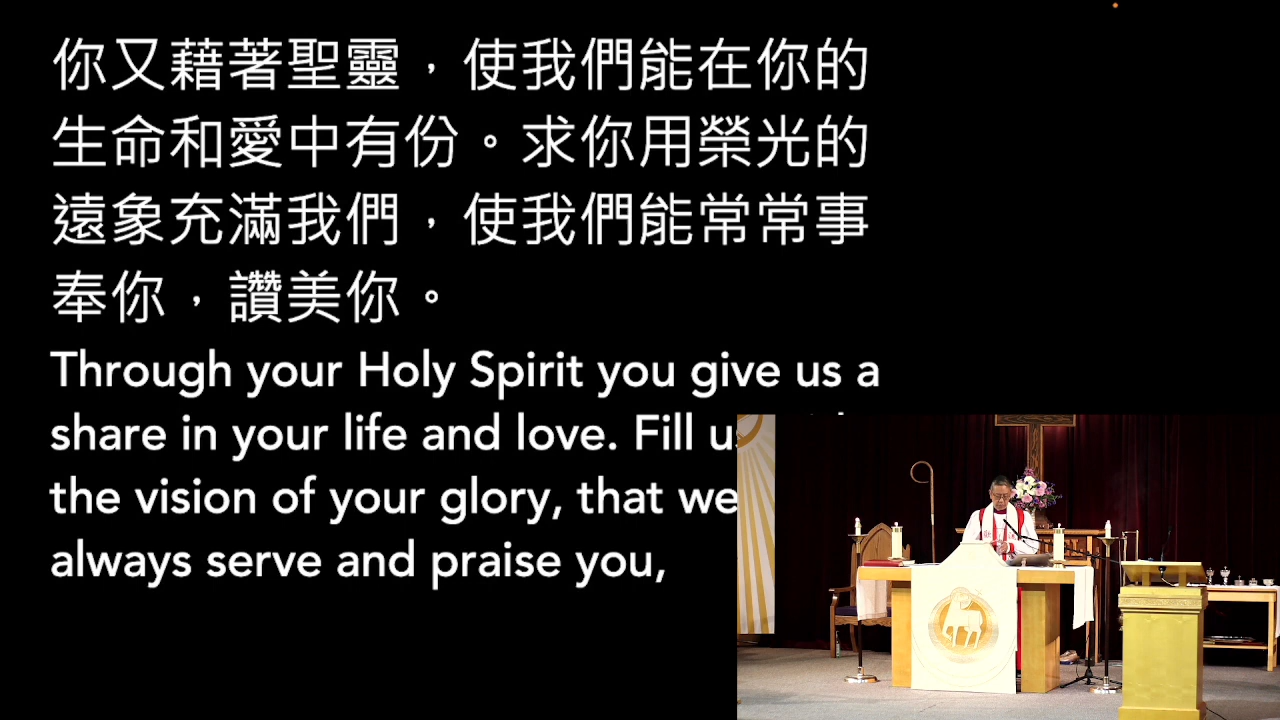 你又藉著聖靈，使我們能在你的
生命和愛中有份。求你用榮光的
遠象充滿我們，使我們能常常事
奉你，讚美你。
Through your Holy Spirit you give us a
share in your life and love. Fill
the vision of your glory, that we
always serve and praise you,